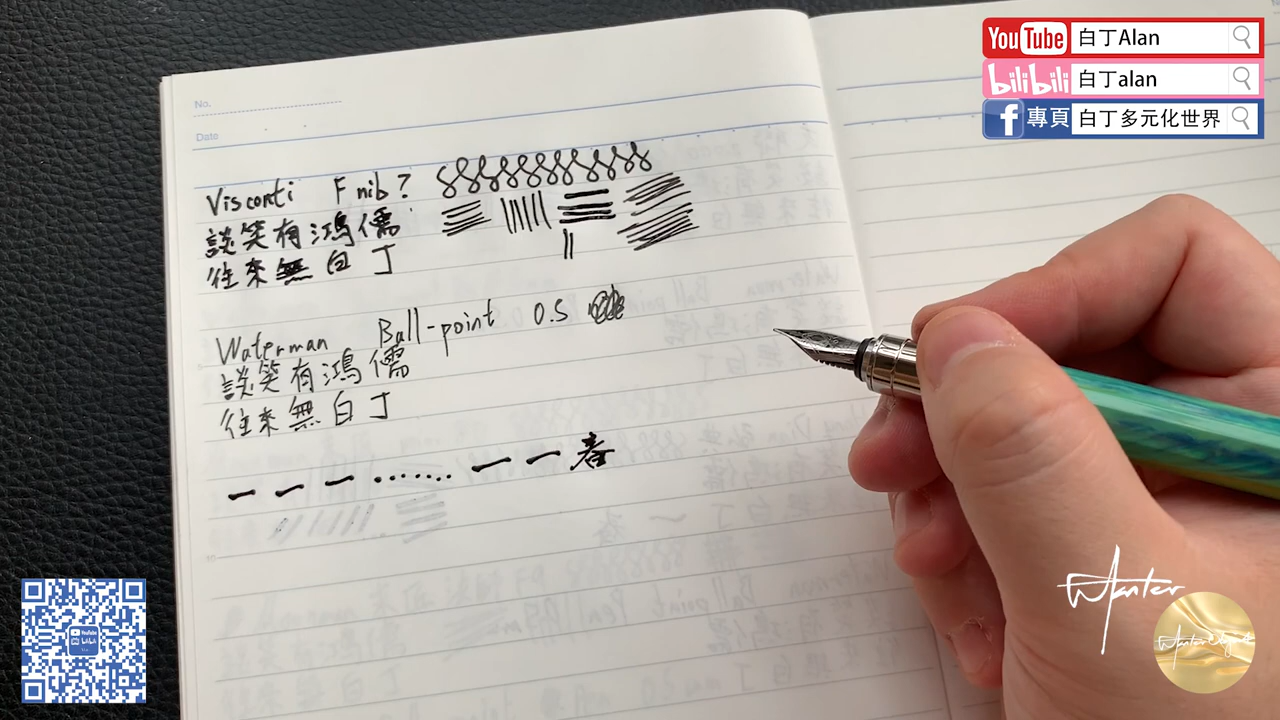 YouTube 白丁Alan
bilibili 白丁alan
f 專頁 白丁多元化世界
No.
Date
Visconti F nib?
談笑有鴻儒
往來無白丁
Waterman Ball-point 0.5
談笑有鴻儒
往來無白丁
一 一 一 ....... 一 一 春